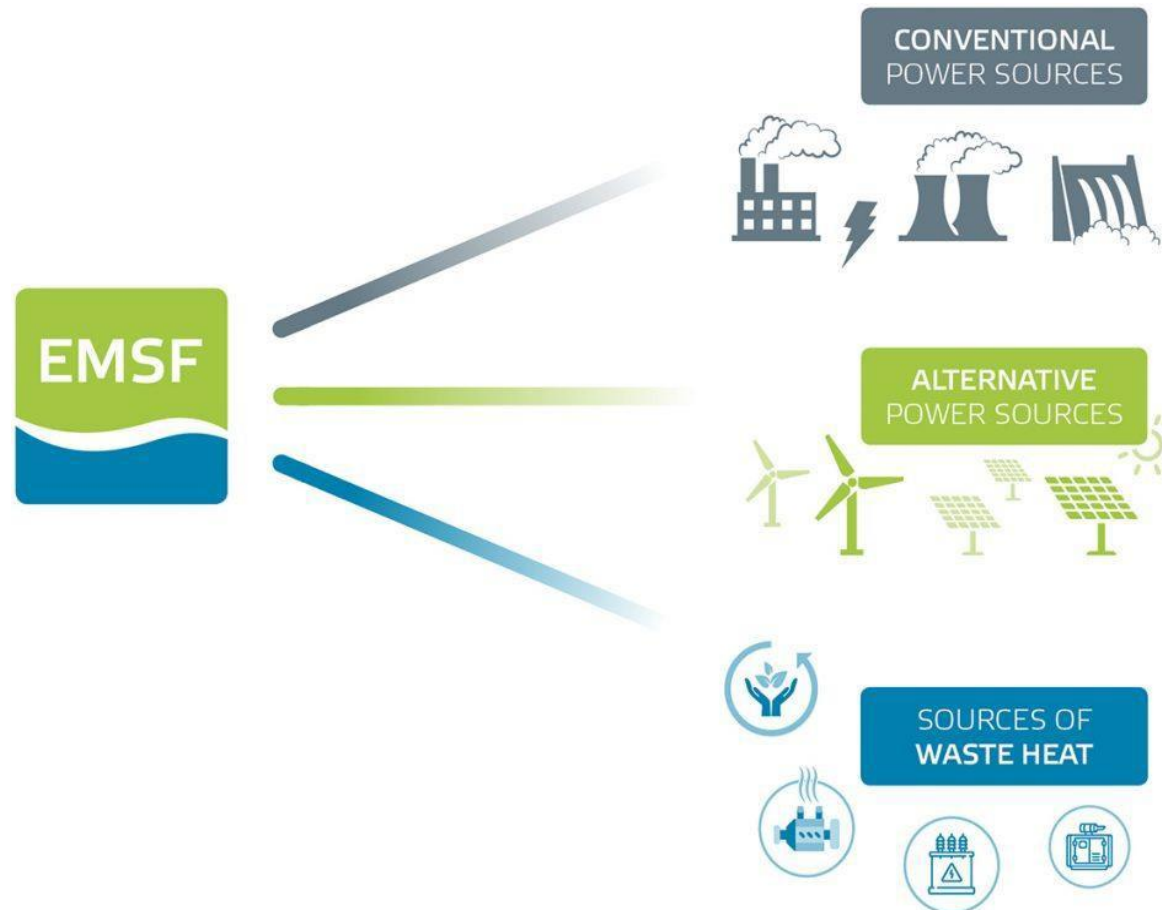 CONVENTIONAL
POWER SOURCES
EMSF
ALTERNATIVE
POWER SOURCES
SOURCES OF
WASTE HEAT